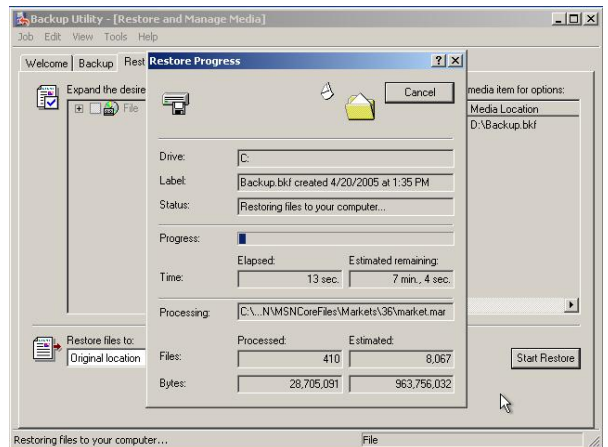 Backup Utility - [Restore and Manage Media]
Job Edit View Tools Help
Welcome Backup Rest
Restore Progress
Expand the desire
media item for options:
File
Cancel
Media Location
D:\Backup.bkf
Drive: C:
Label: Backup.bkf created 4/20/2005 at 1:35 PM
Status: Restoring files to your computer...
Progress:
Elapsed: Estimated remaining:
Time: 13 sec. 7 min., 4 sec.
Processing: C:\...N\MSNCoreFiles\Markets\36\market.mar
Restore files to:
Original location
Processed: Estimated:
Files: 410 8,067
Start Restore
Bytes: 28,705,091 963,756,032
Restoring files to your computer... File